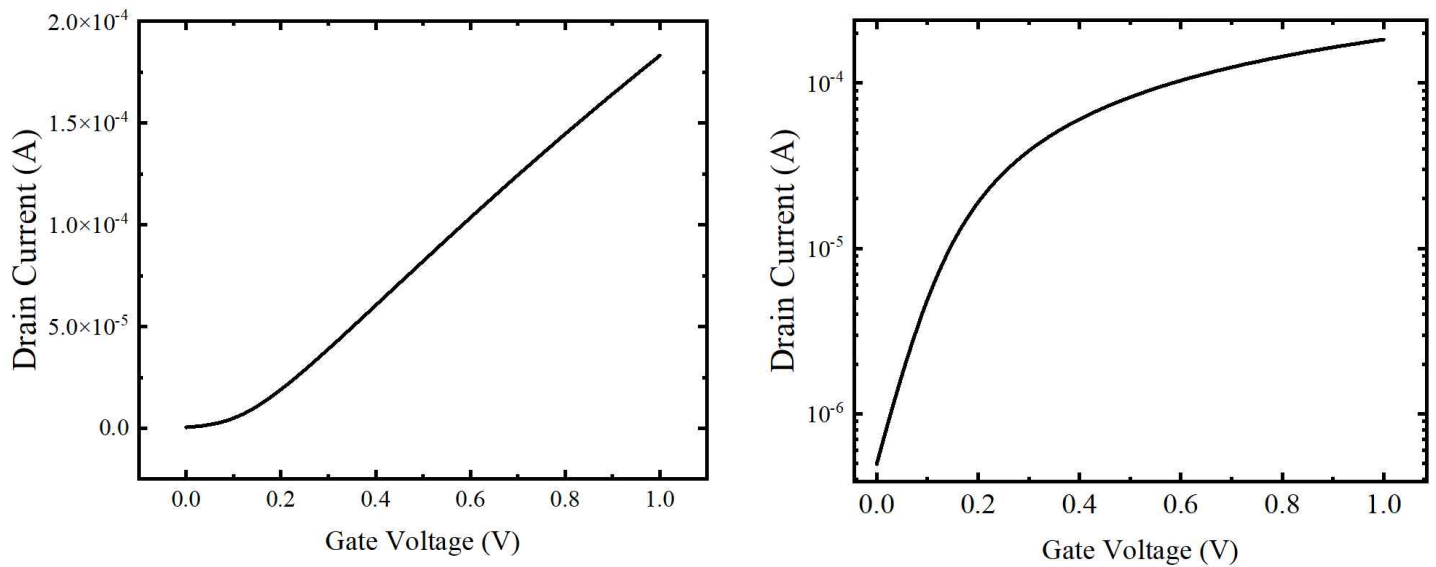 Drain Current (A)
2.0×10⁻⁴
1.5×10⁻⁴
1.0×10⁻⁴
5.0×10⁻⁵
0.0
0.0 0.2 0.4 0.6 0.8 1.0
Gate Voltage (V)
Drain Current (A)
10⁻⁴
10⁻⁵
10⁻⁶
0.0 0.2 0.4 0.6 0.8 1.0
Gate Voltage (V)